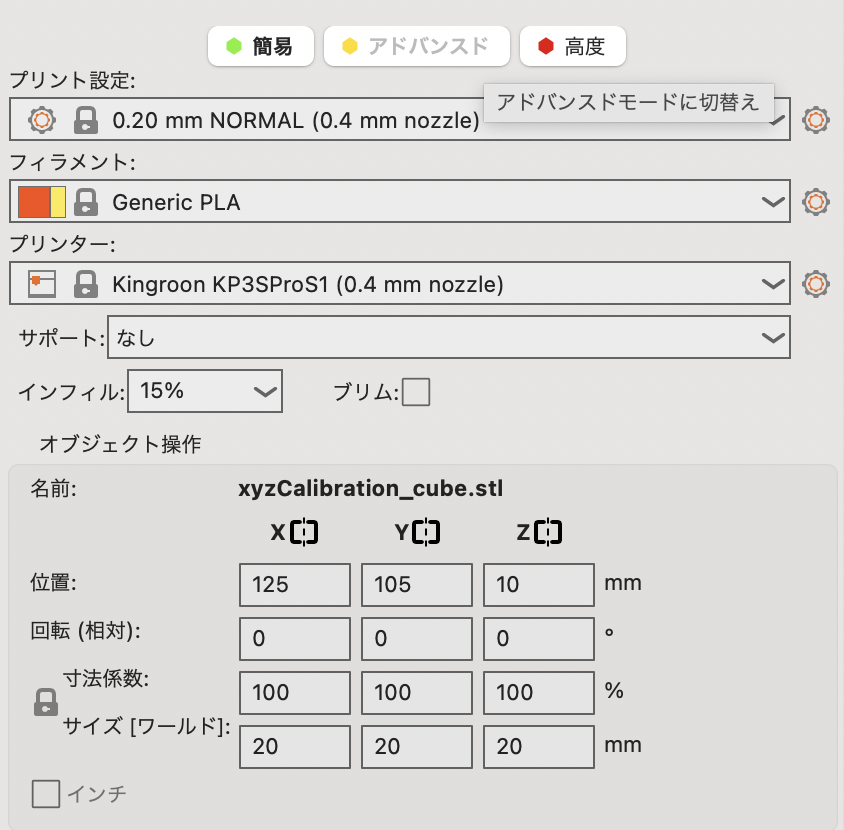 簡易 アドバンスド 高度
プリント設定:
アドバンスドモードに切替え
0.20 mm NORMAL (0.4 mm nozzle)
フィラメント:
Generic PLA
プリンター:
Kingroon KP3SProS1 (0.4 mm nozzle)
サポート: なし
インフィル: 15% ブリム:
オブジェクト操作
名前: xyzCalibration_cube.stl
X Y Z
位置: 125 105 10 mm
回転 (相対): 0 0 0 °
寸法係数: 100 100 100 %
サイズ [ワールド]: 20 20 20 mm
インチ